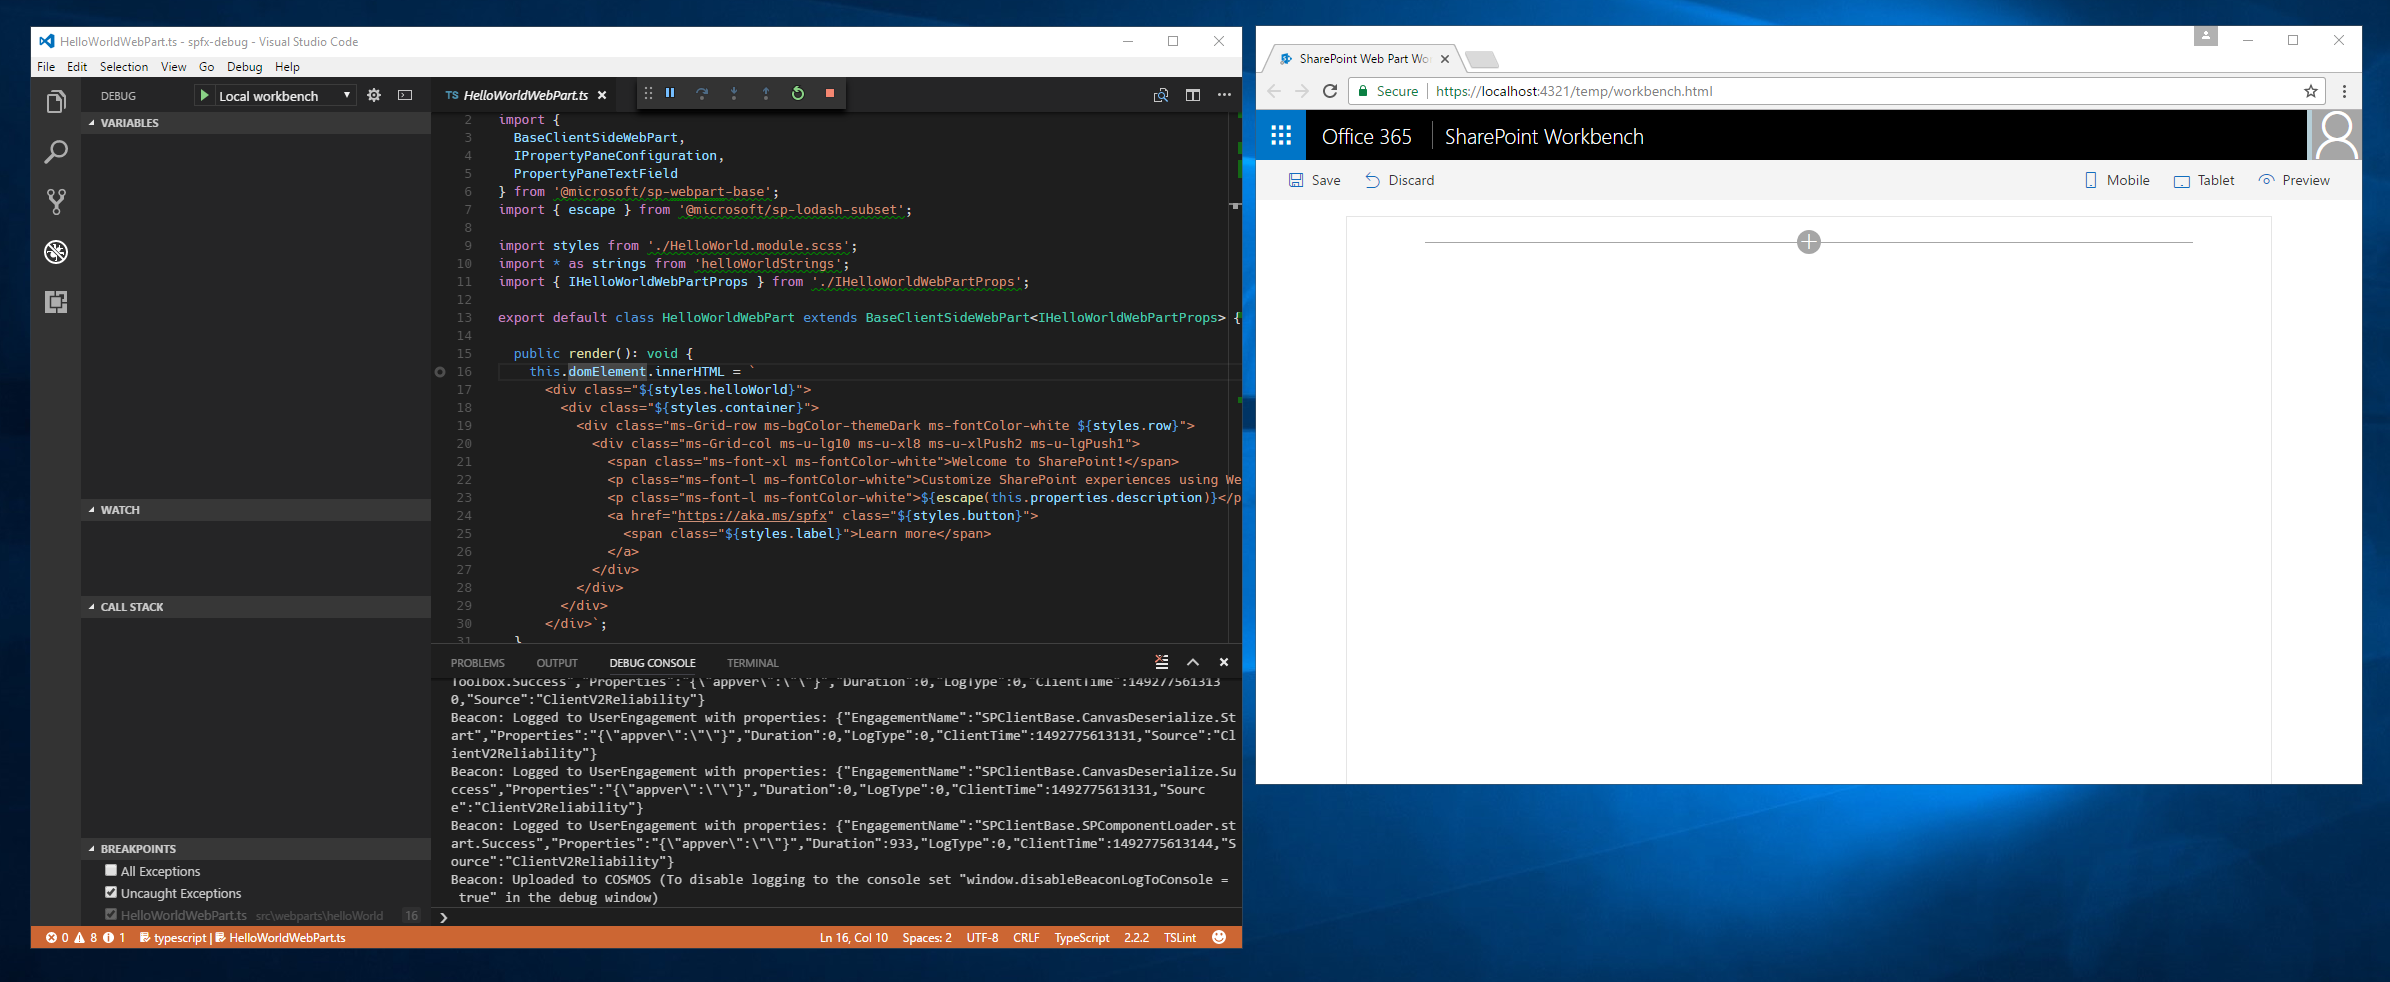 HelloWorldWebPart.ts - spfx-debug - Visual Studio Code
File Edit Selection View Go Debug Help
DEBUG
Local workbench
VARIABLES
WATCH
CALL STACK
BREAKPOINTS
All Exceptions
Uncaught Exceptions
HelloWorldWebPart.ts src\webparts\helloWorld 16
TS HelloWorldWebPart.ts
2 import {
3 BaseClientSideWebPart,
4 IPropertyPaneConfiguration,
5 PropertyPaneTextField
6 } from '@microsoft/sp-webpart-base';
7 import { escape } from '@microsoft/sp-lodash-subset';
8
9 import styles from './HelloWorld.module.scss';
10 import * as strings from 'helloWorldStrings';
11 import { IHelloWorldWebPartProps } from './IHelloWorldWebPartProps';
12
13 export default class HelloWorldWebPart extends BaseClientSideWebPart<IHelloWorldWebPartProps> {
14
15 public render(): void {
16 this.domElement.innerHTML = `
17 <div class="${styles.helloWorld}">
18 <div class="${styles.container}">
19 <div class="ms-Grid-row ms-bgColor-themeDark ms-fontColor-white ${styles.row}">
20 <div class="ms-Grid-col ms-u-lg10 ms-u-xl8 ms-u-xlPush2 ms-u-lgPush1">
21 <span class="ms-font-xl ms-fontColor-white">Welcome to SharePoint!</span>
22 <p class="ms-font-l ms-fontColor-white">Customize SharePoint experiences using We
23 <p class="ms-font-l ms-fontColor-white">${escape(this.properties.description)}</p
24 <a href="https://aka.ms/spfx" class="${styles.button}">
25 <span class="${styles.label}">Learn more</span>
26 </a>
27 </div>
28 </div>
29 </div>
30 </div>`;
31 }
PROBLEMS OUTPUT DEBUG CONSOLE TERMINAL
Toolbox.Success","Properties":"{\"appver\":\"\"}","Duration":0,"LogType":0,"ClientTime":149277561313
0,"Source":"ClientV2Reliability"}
Beacon: Logged to UserEngagement with properties: {"EngagementName":"SPClientBase.CanvasDeserialize.St
art","Properties":"{\"appver\":\"\"}","Duration":0,"LogType":0,"ClientTime":1492775613131,"Source":"Cl
ientV2Reliability"}
Beacon: Logged to UserEngagement with properties: {"EngagementName":"SPClientBase.CanvasDeserialize.Su
ccess","Properties":"{\"appver\":\"\"}","Duration":0,"LogType":0,"ClientTime":1492775613131,"Sourc
e":"ClientV2Reliability"}
Beacon: Logged to UserEngagement with properties: {"EngagementName":"SPClientBase.SPComponentLoader.st
art.Success","Properties":"{\"appver\":\"\"}","Duration":933,"LogType":0,"ClientTime":1492775613144,"S
ource":"ClientV2Reliability"}
Beacon: Uploaded to COSMOS (To disable logging to the console set "window.disableBeaconLogToConsole =
true" in the debug window)
0 8 1 typescript | HelloWorldWebPart.ts Ln 16, Col 10 Spaces: 2 UTF-8 CRLF TypeScript 2.2.2 TSLint
SharePoint Web Part Wo
Secure https://localhost:4321/temp/workbench.html
Office 365 SharePoint Workbench
Save Discard Mobile Tablet Preview